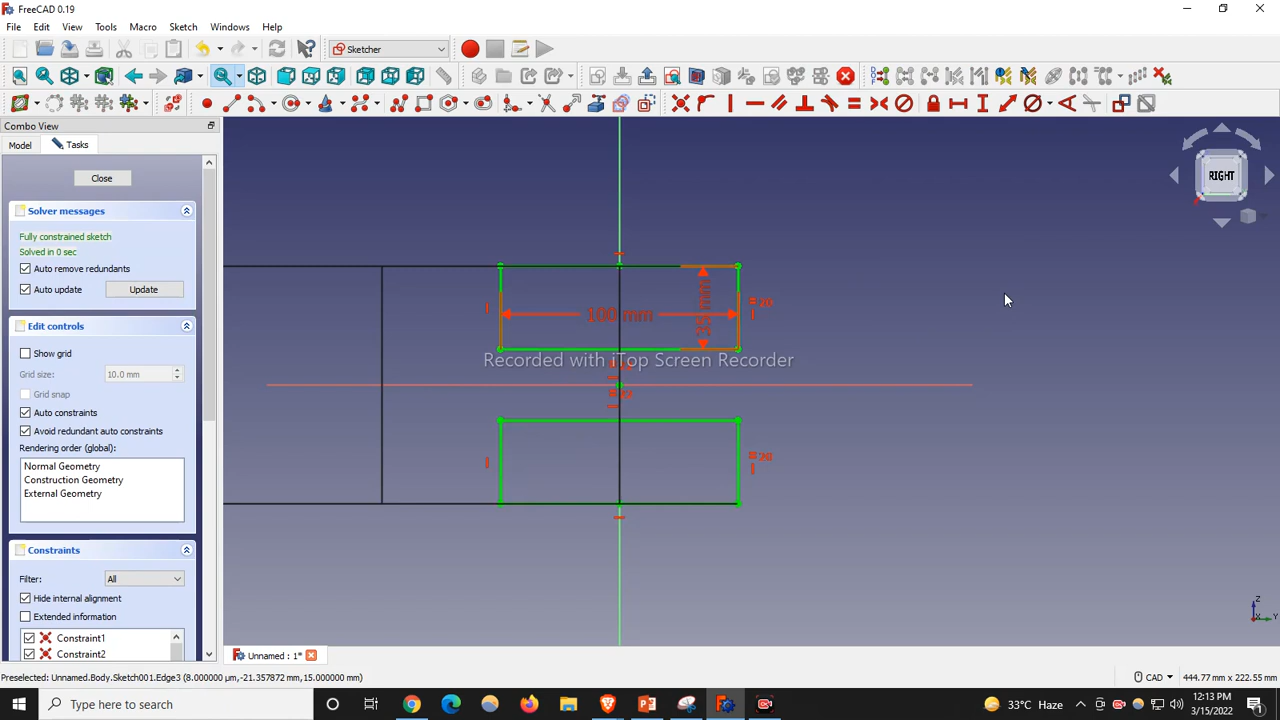 FreeCAD 0.19
File Edit View Tools Macro Sketch Windows Help
Sketcher
Combo View
Model Tasks
Close
Solver messages
Fully constrained sketch
Solved in 0 sec
Auto remove redundants
Auto update Update
Edit controls
Show grid
Grid size: 10.0 mm
Grid snap
Auto constraints
Avoid redundant auto constraints
Rendering order (global):
Normal Geometry
Construction Geometry
External Geometry
Constraints
Filter: All
Hide internal alignment
Extended information
Constraint1
Constraint2
RIGHT
100 mm
35 mm
Recorded with iTop Screen Recorder
Z
X Y
Unnamed : 1*
Preselected: Unnamed.Body.Sketch001.Edge3 (8.000000 µm,-21.357872 mm,15.000000 mm)
CAD 444.77 mm x 222.55 mm
Type here to search
33°C Haze
12:13 PM
3/15/2022